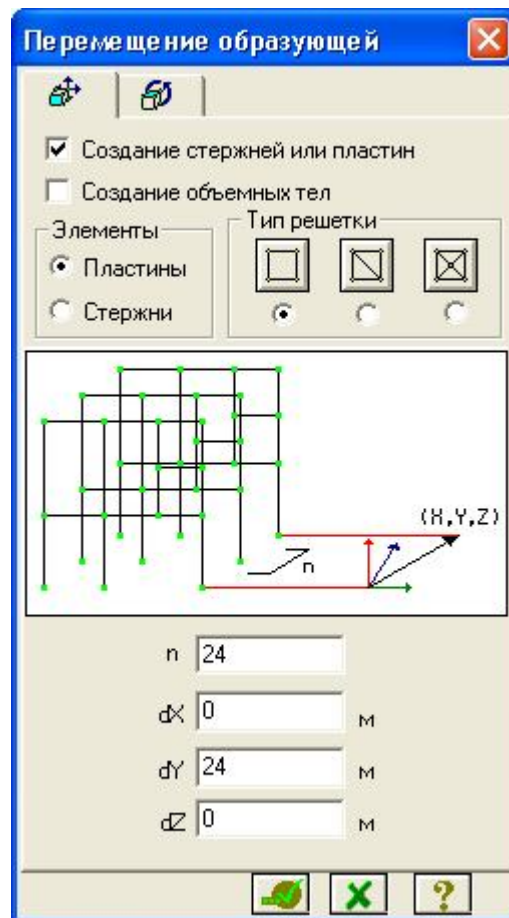 Перемещение образующей
Создание стержней или пластин
Создание объемных тел
Элементы
Тип решетки
Пластины
Стержни
(X,Y,Z)
n
n 24
dX 0 м
dY 24 м
dZ 0 м
?